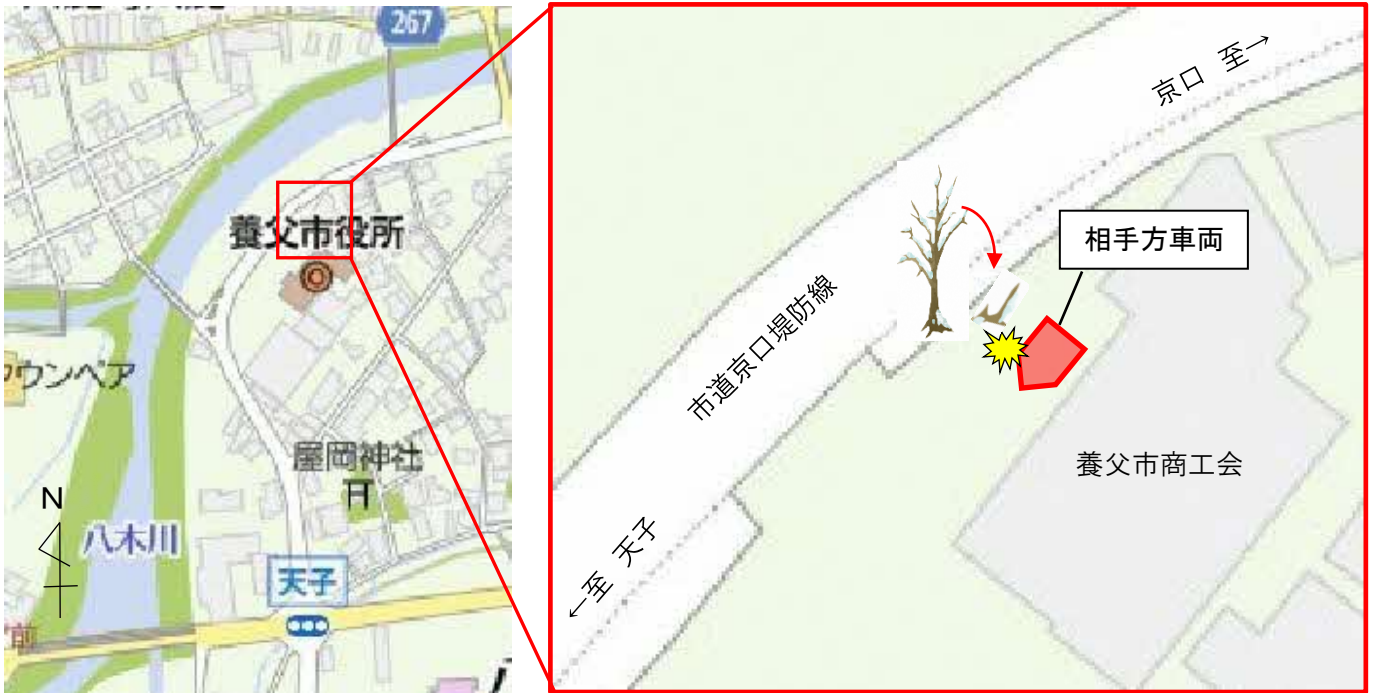 267
養父市役所
ウンペア
屋岡神社
N
八木川
天子
前
京口 至→
相手方車両
市道京口堤防線
養父市商工会
←至 天子